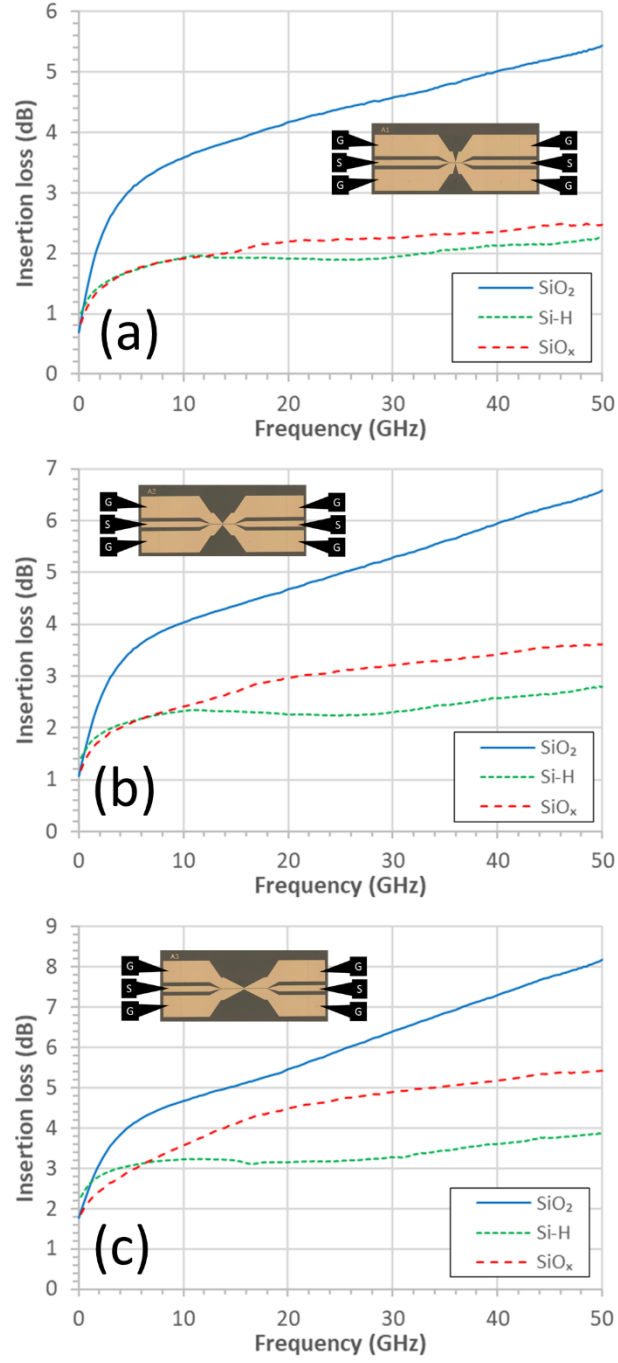 6
5
4
3
2
1
0
Insertion loss (dB)
A1
G G
S S
G G
(a)
SiO₂
Si-H
SiOₓ
0 10 20 30 40 50
Frequency (GHz)
7
6
5
4
3
2
1
0
Insertion loss (dB)
A2
G G
S S
G G
(b)
SiO₂
Si-H
SiOₓ
0 10 20 30 40 50
Frequency (GHz)
9
8
7
6
5
4
3
2
1
0
Insertion loss (dB)
A3
G G
S S
G G
(c)
SiO₂
Si-H
SiOₓ
0 10 20 30 40 50
Frequency (GHz)